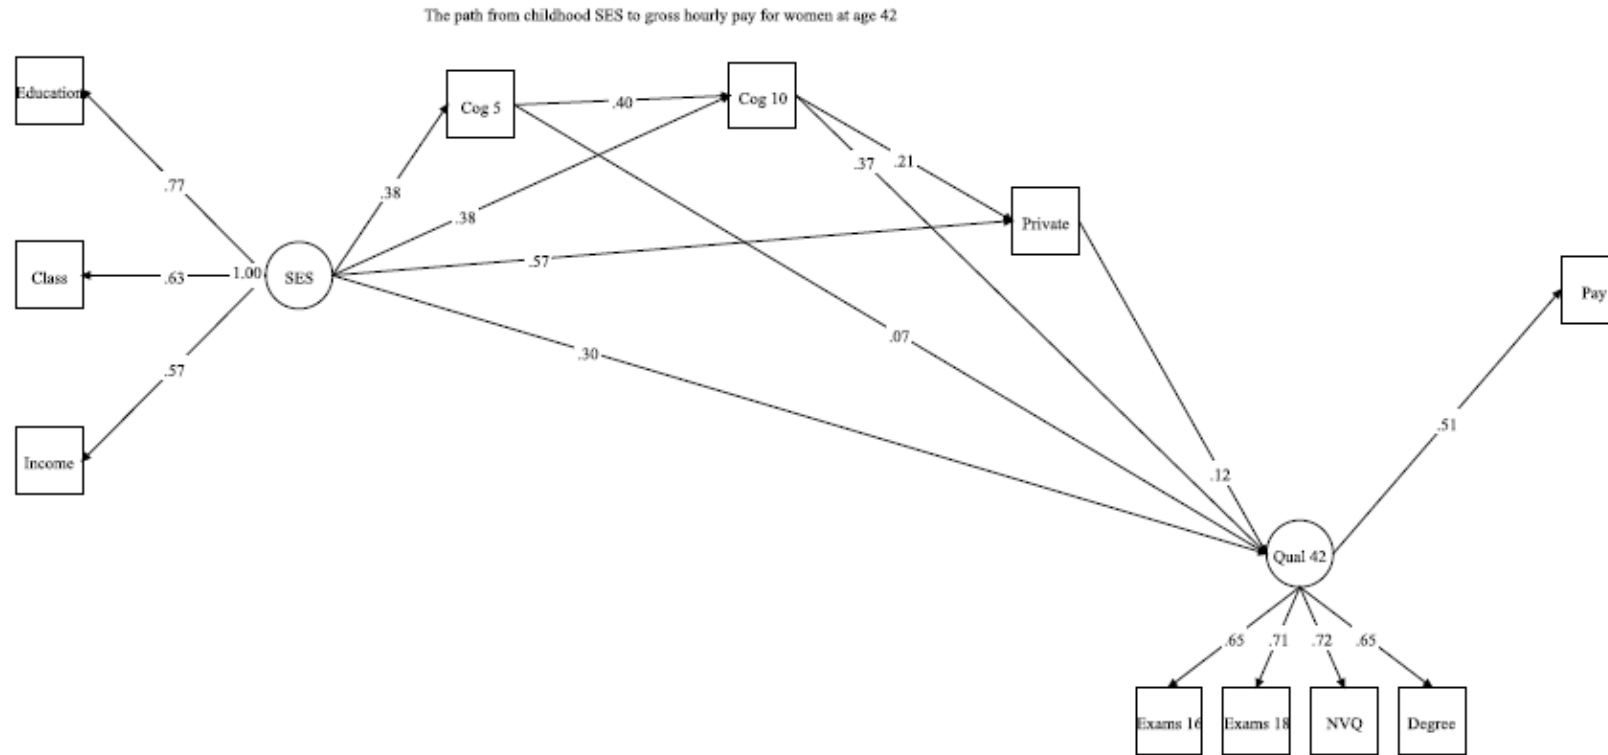 The path from childhood SES to gross hourly pay for women at age 42
Education
Cog 5
Cog 10
.40
.77
.38
.38
.37
.21
Private
Class
.63
1.00
SES
.57
Pay
.30
.07
.57
.51
Income
.12
Qual 42
.65
.71
.72
.65
Exams 16
Exams 18
NVQ
Degree